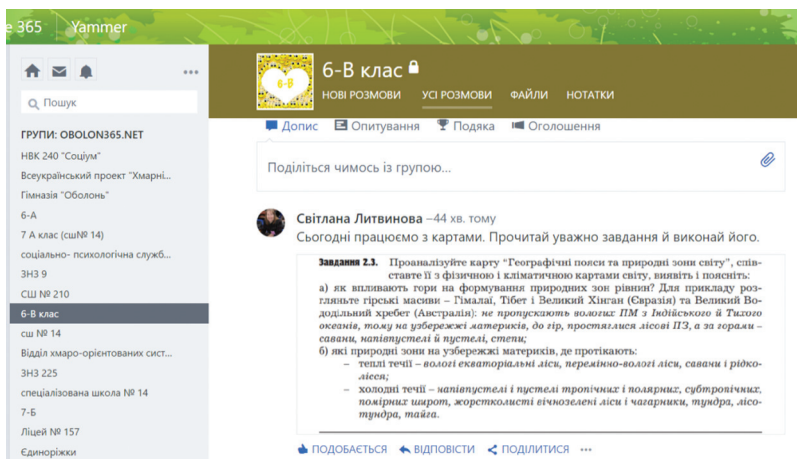 e 365 Yammer
Пошук
ГРУПИ: OBOLON365.NET
НВК 240 "Соціум"
Всеукраїнський проект "Хмарні...
Гімназія "Оболонь"
6-А
7 А клас (сш№ 14)
соціально- психологічна служб...
ЗНЗ 9
СШ № 210
6-В клас
сш № 14
Відділ хмаро-орієнтованих сист...
ЗНЗ 225
спеціалізована школа № 14
7-Б
Ліцей № 157
Єдиноріжки
6-В
6-В клас
НОВІ РОЗМОВИ УСІ РОЗМОВИ ФАЙЛИ НОТАТКИ
Допис Опитування Подяка Оголошення
Поділіться чимось із групою...
Світлана Литвинова –44 хв. тому
Сьогодні працюємо з картами. Прочитай уважно завдання й виконай його.
Завдання 2.3. Проаналізуйте карту “Географічні пояси та природні зони світу”, спів-
ставте її з фізичною і кліматичною картами світу, виявіть і поясніть:
а) як впливають гори на формування природних зон рівнин? Для прикладу роз-
гляньте гірські масиви – Гімалаї, Тібет і Великий Хінган (Євразія) та Великий Во-
додільний хребет (Австралія): не пропускають вологих ПМ з Індійського й Тихого
океанів, тому на узбережжі материків, до гір, простяглися лісові ПЗ, а за горами –
савани, напівпустелі й пустелі, степи;
б) які природні зони на узбережжі материків, де протікають:
– теплі течії – вологі екваторіальні ліси, перемінно-вологі ліси, савани і рідко-
лісся;
– холодні течії – напівпустелі і пустелі тропічних і полярних, субтропічних,
помірних широт, жорстколисті вічнозелені ліси і чагарники, тундра, лісо-
тундра, тайга.
ПОДОБАЄТЬСЯ ВІДПОВІСТИ ПОДІЛИТИСЯ